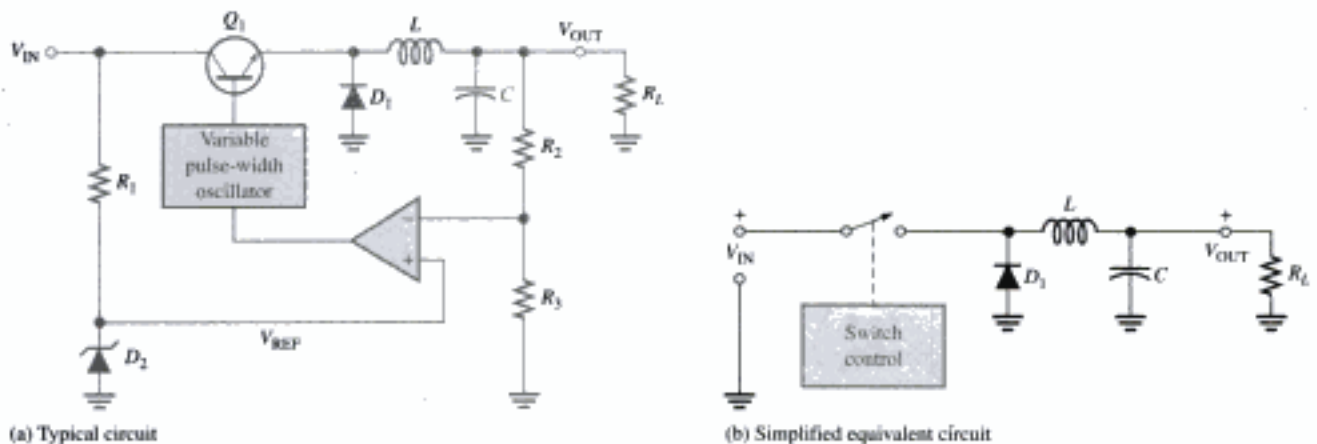 Q1
L
VOUT
VIN
D1
C
RL
Variable
pulse-width
oscillator
R2
R1
−
+
R3
VREF
D2
(a) Typical circuit
+
VIN
L
+
VOUT
D1
C
RL
Switch
control
(b) Simplified equivalent circuit